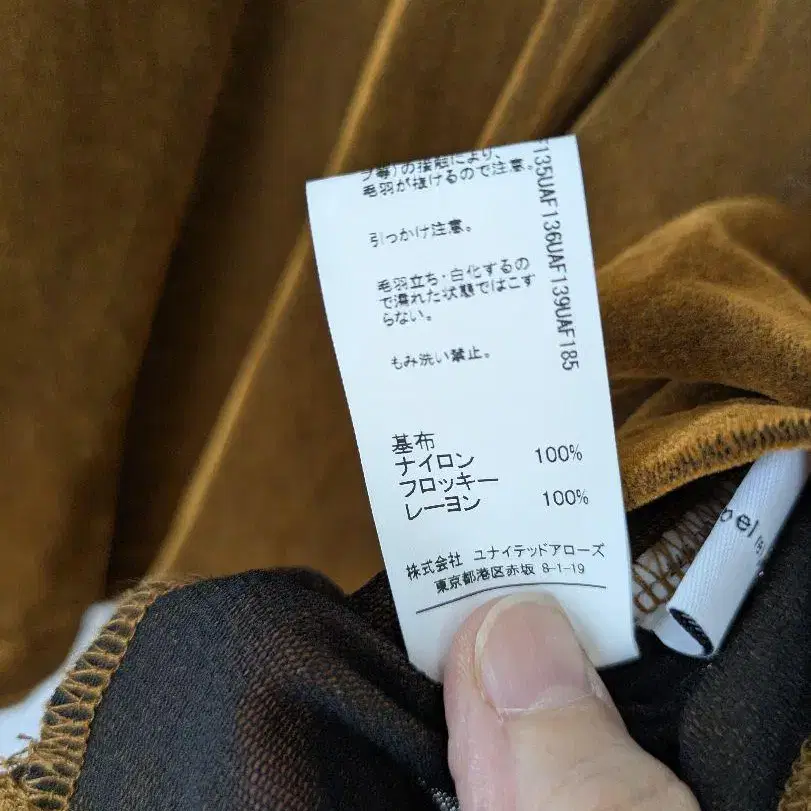 フ等)の接触により、
毛羽が抜けるので注意。
引っかけ注意。
毛羽立ち・白化するの
で濡れた状態ではこす
らない。
もみ洗い禁止。
基布
ナイロン 100%
フロッキー
レーヨン 100%
株式会社 ユナイテッドアローズ
東京都港区赤坂 8-1-19
F135UAF136UAF139UAF185
bel